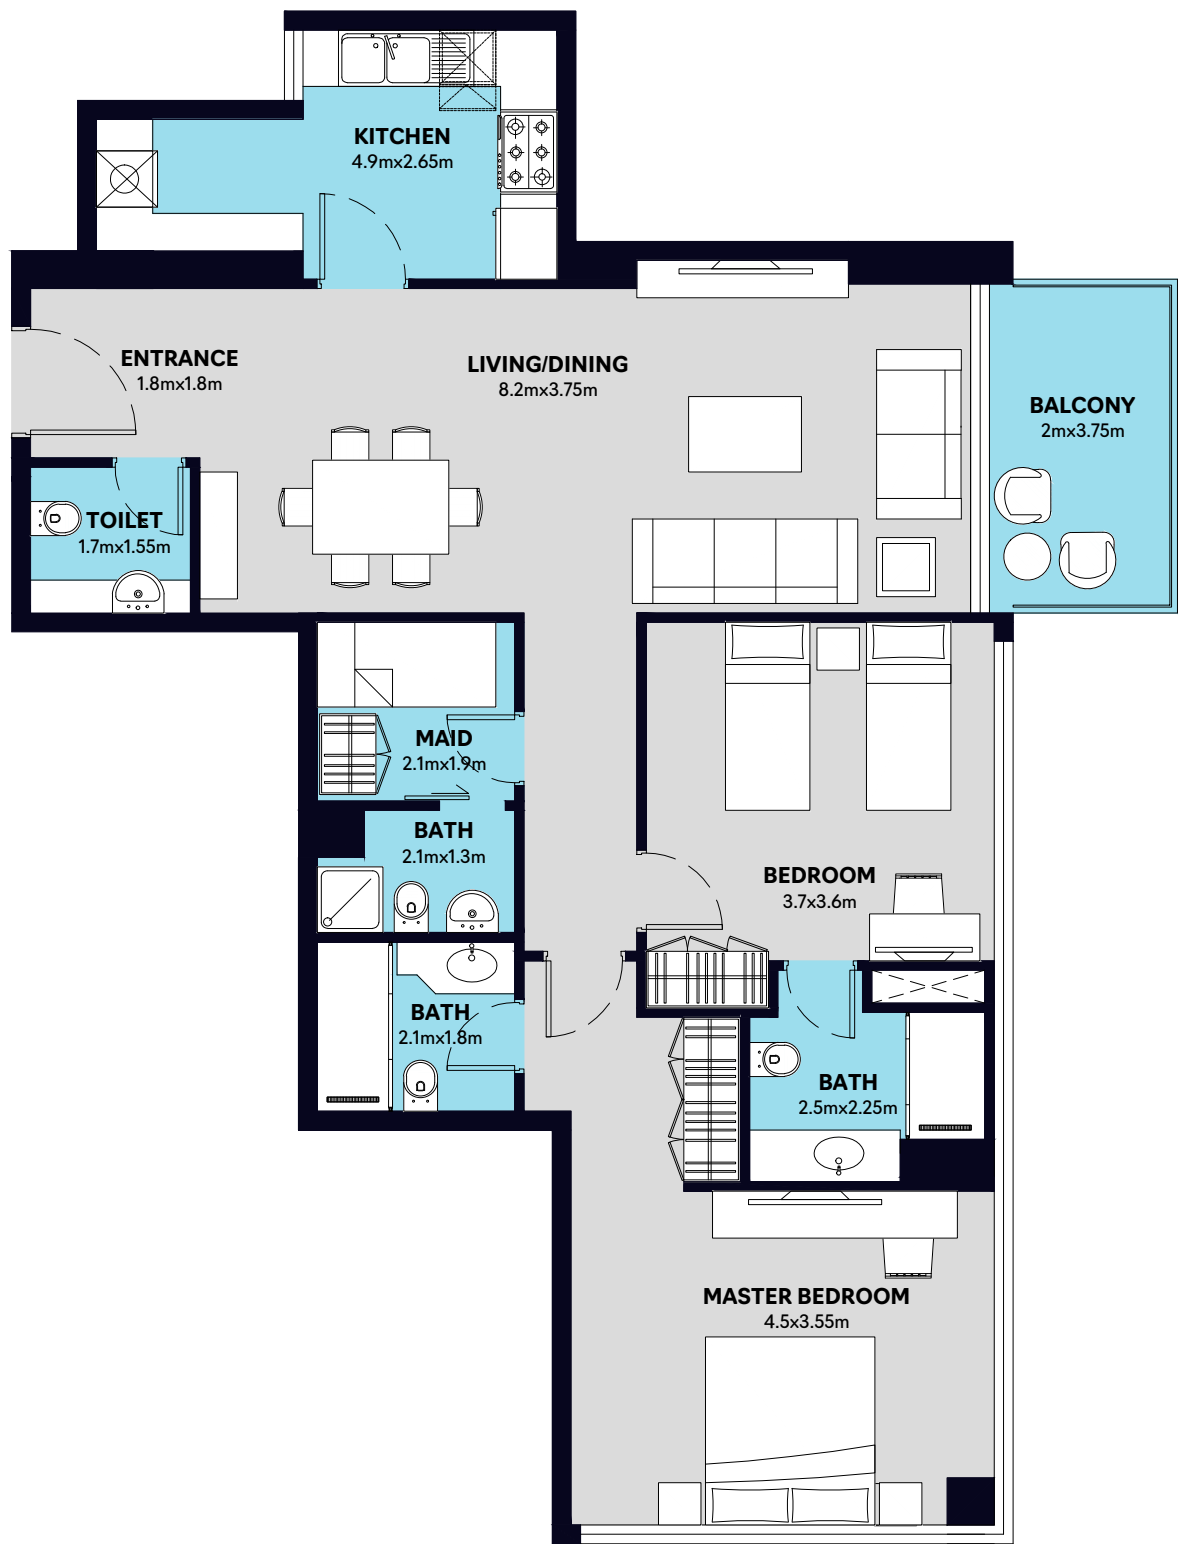 KITCHEN
4.9mx2.65m
ENTRANCE
1.8mx1.8m
LIVING/DINING
8.2mx3.75m
BALCONY
2mx3.75m
TOILET
1.7mx1.55m
MAID
2.1mx1.9m
BATH
2.1mx1.3m
BEDROOM
3.7x3.6m
BATH
2.1mx1.8m
BATH
2.5mx2.25m
MASTER BEDROOM
4.5x3.55m